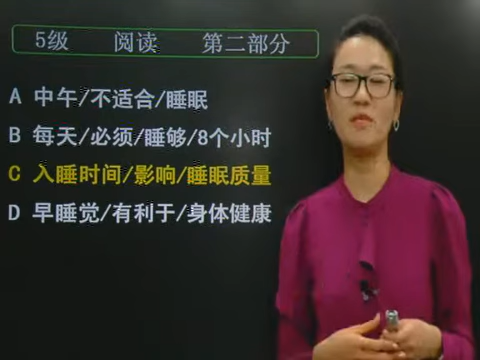 5级 阅读 第二部分
A 中午/不适合/睡眠
B 每天/必须/睡够/8个小时
C 入睡时间/影响/睡眠质量
D 早睡觉/有利于/身体健康